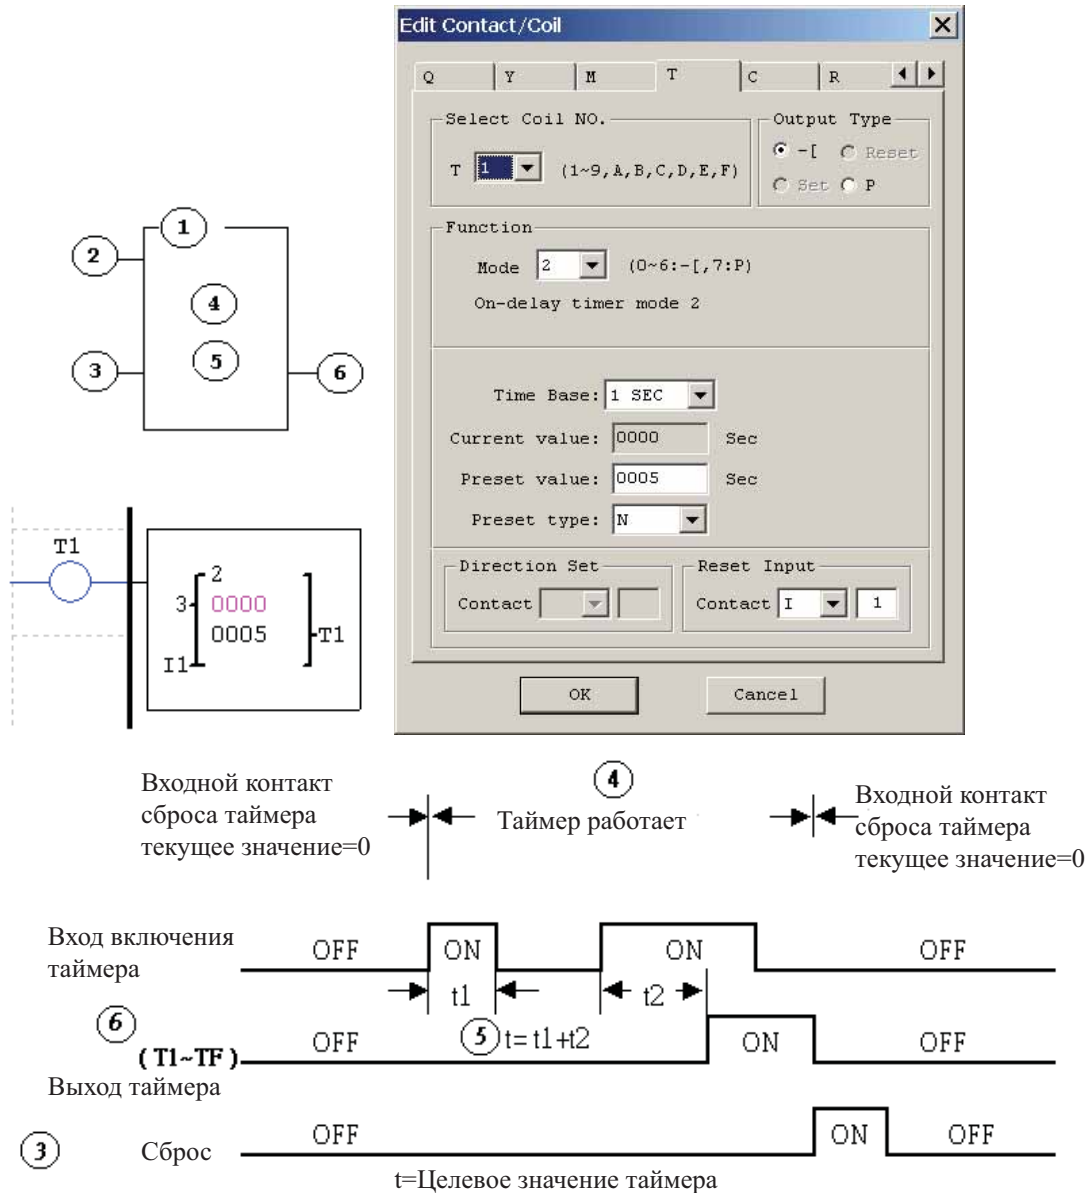 Edit Contact/Coil
Q Y M T C R
Select Coil NO.
T 1 (1~9,A,B,C,D,E,F)
Output Type
-[ Reset
Set P
Function
Mode 2 (0~6:-[,7:P)
On-delay timer mode 2
Time Base: 1 SEC
Current value: 0000 Sec
Preset value: 0005 Sec
Preset type: N
Direction Set
Contact
Reset Input
Contact I 1
OK Cancel
1
2
4
3
5
6
T1
2
3 0000
0005 T1
I1
4
Входной контакт
сброса таймера
текущее значение=0
Таймер работает
Входной контакт
сброса таймера
текущее значение=0
Вход включения
таймера
OFF ON ON OFF
t1 t2
6
(T1~TF)
Выход таймера
OFF 5 t=t1+t2 ON OFF
3 Сброс OFF ON OFF
t=Целевое значение таймера